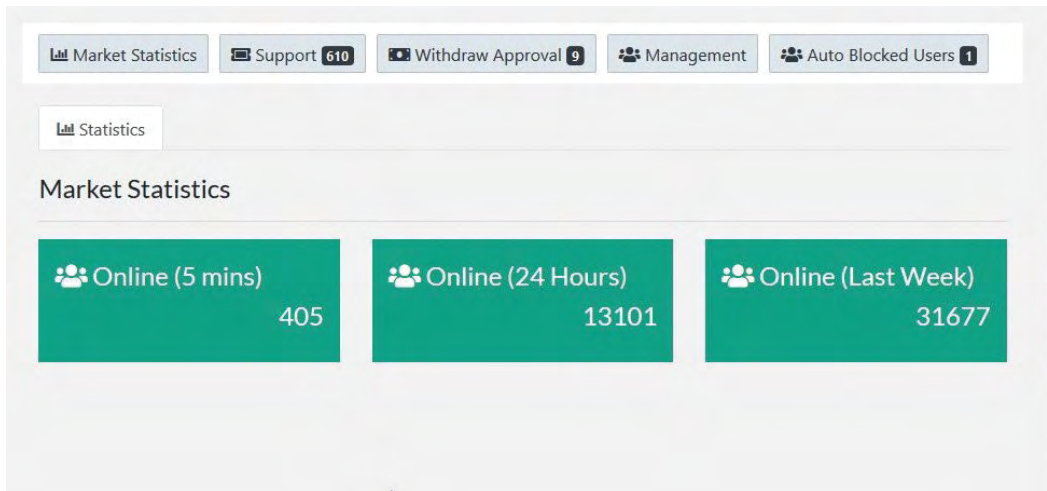 Market Statistics Support 610 Withdraw Approval 9 Management Auto Blocked Users 1
Statistics
Market Statistics
Online (5 mins) Online (24 Hours) Online (Last Week)
405 13101 31677